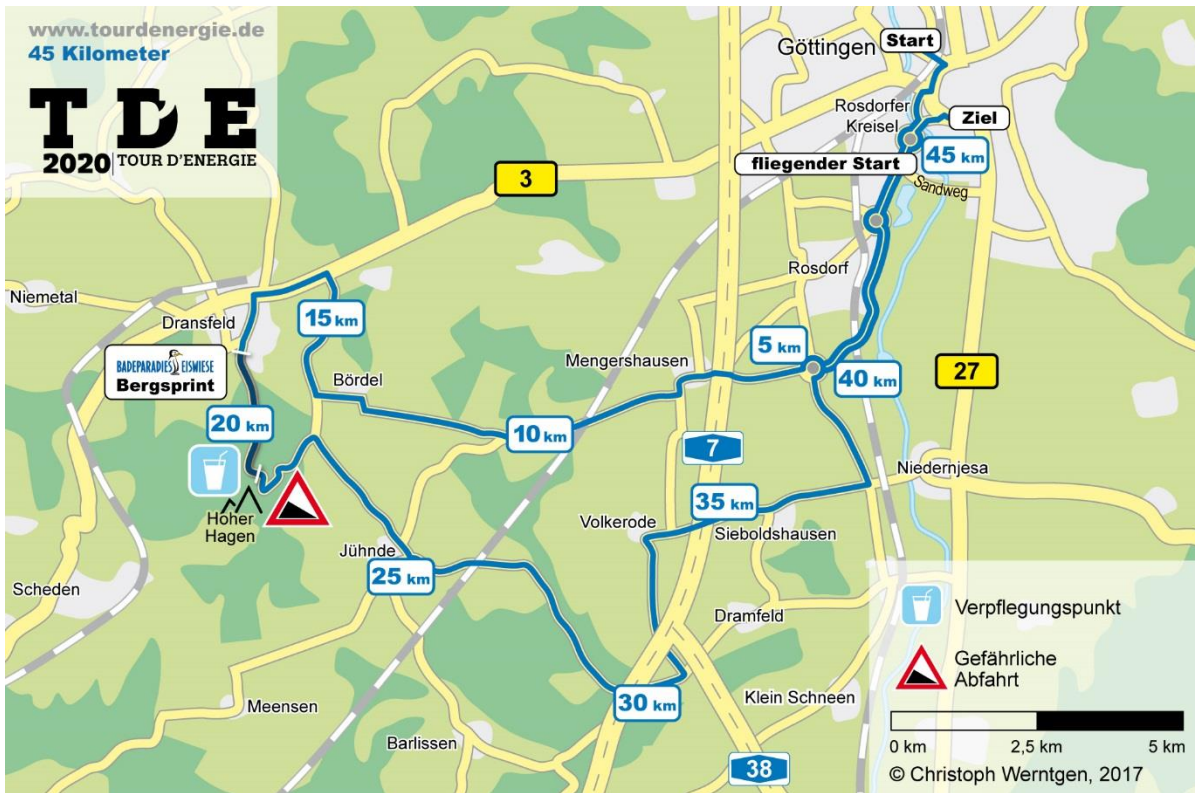 www.tourdenergie.de
45 Kilometer
TDE
2020 | TOUR D'ENERGIE
Göttingen
Start
Rosdorfer
Kreisel
Ziel
45 km
fliegender Start
Sandweg
3
Rosdorf
Niemetal
Dransfeld
15 km
BADEPARADIES EISWIESE
Bergsprint
Bördel
Mengershausen
5 km
40 km
27
20 km
10 km
7
Niedernjesa
35 km
Hoher
Hagen
Volkerode
Sieboldshausen
Jühnde
25 km
Scheden
Dramfeld
Meensen
30 km
Klein Schneen
Barlissen
38
Verpflegungspunkt
Gefährliche
Abfahrt
0 km
2,5 km
5 km
© Christoph Werntgen, 2017